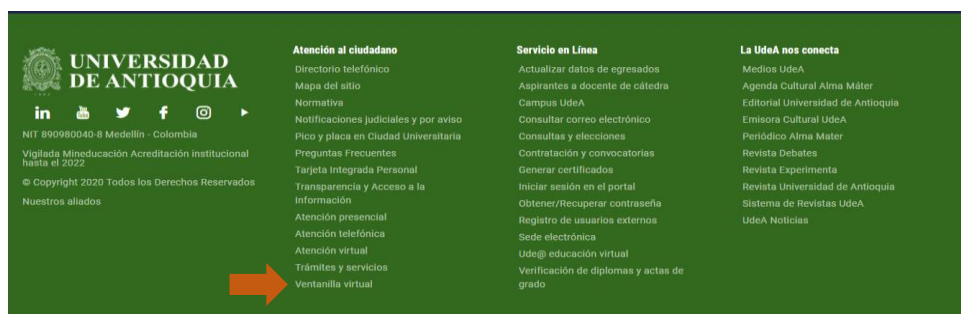 UNIVERSIDAD
DE ANTIOQUIA
NIT 890980040-8 Medellín - Colombia
Vigilada Mineducación Acreditación institucional
hasta el 2022
© Copyright 2020 Todos los Derechos Reservados
Nuestros aliados
Atención al ciudadano
Directorio telefónico
Mapa del sitio
Normativa
Notificaciones judiciales y por aviso
Pico y placa en Ciudad Universitaria
Preguntas Frecuentes
Tarjeta Integrada Personal
Transparencia y Acceso a la
Información
Atención presencial
Atención telefónica
Atención virtual
Trámites y servicios
Ventanilla virtual
Servicio en Línea
Actualizar datos de egresados
Aspirantes a docente de cátedra
Campus UdeA
Consultar correo electrónico
Consultas y elecciones
Contratación y convocatorias
Generar certificados
Iniciar sesión en el portal
Obtener/Recuperar contraseña
Registro de usuarios externos
Sede electrónica
Ude@ educación virtual
Verificación de diplomas y actas de
grado
La UdeA nos conecta
Medios UdeA
Agenda Cultural Alma Máter
Editorial Universidad de Antioquia
Emisora Cultural UdeA
Periódico Alma Mater
Revista Debates
Revista Experimenta
Revista Universidad de Antioquia
Sistema de Revistas UdeA
UdeA Noticias